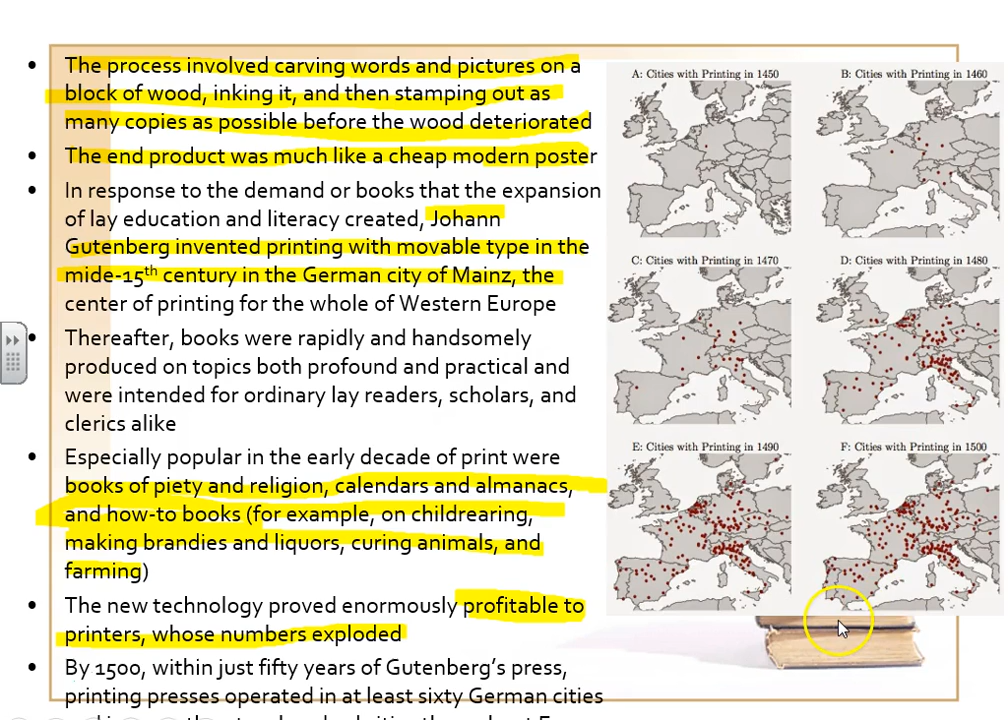 The process involved carving words and pictures on a
block of wood, inking it, and then stamping out as
many copies as possible before the wood deteriorated
The end product was much like a cheap modern poster
In response to the demand or books that the expansion
of lay education and literacy created, Johann
Gutenberg invented printing with movable type in the
mide-15th century in the German city of Mainz, the
center of printing for the whole of Western Europe
Thereafter, books were rapidly and handsomely
produced on topics both profound and practical and
were intended for ordinary lay readers, scholars, and
clerics alike
Especially popular in the early decade of print were
books of piety and religion, calendars and almanacs,
and how-to books (for example, on childrearing,
making brandies and liquors, curing animals, and
farming)
The new technology proved enormously profitable to
printers, whose numbers exploded
By 1500, within just fifty years of Gutenberg's press,
printing presses operated in at least sixty German cities
A: Cities with Printing in 1450
B: Cities with Printing in 1460
C: Cities with Printing in 1470
D: Cities with Printing in 1480
E: Cities with Printing in 1490
F: Cities with Printing in 1500